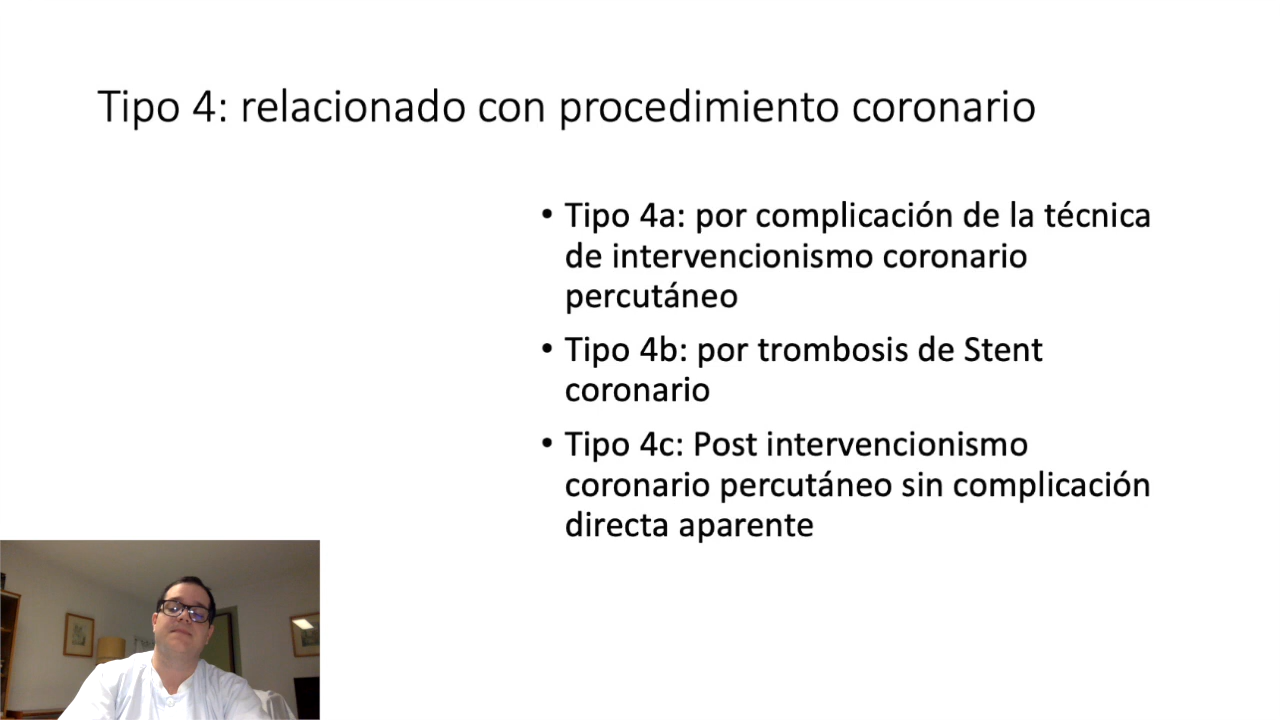 Tipo 4: relacionado con procedimiento coronario
• Tipo 4a: por complicación de la técnica
de intervencionismo coronario
percutáneo
• Tipo 4b: por trombosis de Stent
coronario
• Tipo 4c: Post intervencionismo
coronario percutáneo sin complicación
directa aparente